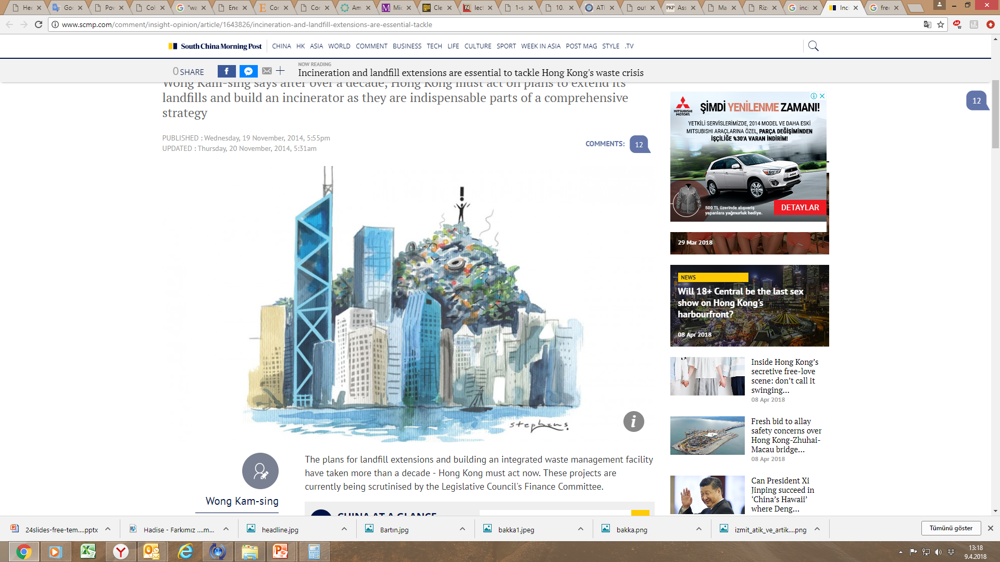 Hee
Goo
Pov
Col
"wa
Ene
Cor
Cor
Am
Mic
Cle
lect
1-s
10.
ATI
out
Ass
Ma
Riz
inci
Inci
free
www.scmp.com/comment/insight-opinion/article/1643826/incineration-and-landfill-extensions-are-essential-tackle
South China Morning Post
CHINA HK ASIA WORLD COMMENT BUSINESS TECH LIFE CULTURE SPORT WEEK IN ASIA POST MAG STYLE .TV
0 SHARE
NOW READING
Incineration and landfill extensions are essential to tackle Hong Kong's waste crisis
Wong Kam-sing says after over a decade, Hong Kong must act on plans to extend its
landfills and build an incinerator as they are indispensable parts of a comprehensive
strategy
PUBLISHED : Wednesday, 19 November, 2014, 5:55pm
UPDATED : Thursday, 20 November, 2014, 5:31am
COMMENTS: 12
stephens.
i
Wong Kam-sing
The plans for landfill extensions and building an integrated waste management facility
have taken more than a decade - Hong Kong must act now. These projects are
currently being scrutinised by the Legislative Council's Finance Committee.
CHINA AT A GLANCE
12
MITSUBISHI
MOTORS
ŞİMDİ YENİLENME ZAMANI!
YETKİLİ SERVİSLERİMİZDE, 2014 MODEL VE DAHA ESKİ
MITSUBISHI ARAÇLARINA ÖZEL, PARÇA DEĞİŞİMİNDEN
İŞÇİLİĞE %30'A VARAN İNDİRİM!
500 TL üzerinde alışveriş
yapanlara yağmurluk hediye.
DETAYLAR
29 Mar 2018
NEWS
Will 18+ Central be the last sex
show on Hong Kong's
harbourfront?
08 Apr 2018
Inside Hong Kong's
secretive free-love
scene: don't call it
swinging...
08 Apr 2018
Fresh bid to allay
safety concerns over
Hong Kong-Zhuhai-
Macau bridge...
08 Apr 2018
Can President Xi
Jinping succeed in
‘China's Hawaii’
where Deng...
24slides-free-tem....pptx
Hadise - Farkımız ....m...
headline.jpg
Bartın.jpg
bakka1.jpeg
bakka.png
izmit_atik_ve_artik....png
Tümünü göster
13:18
9.4.2018